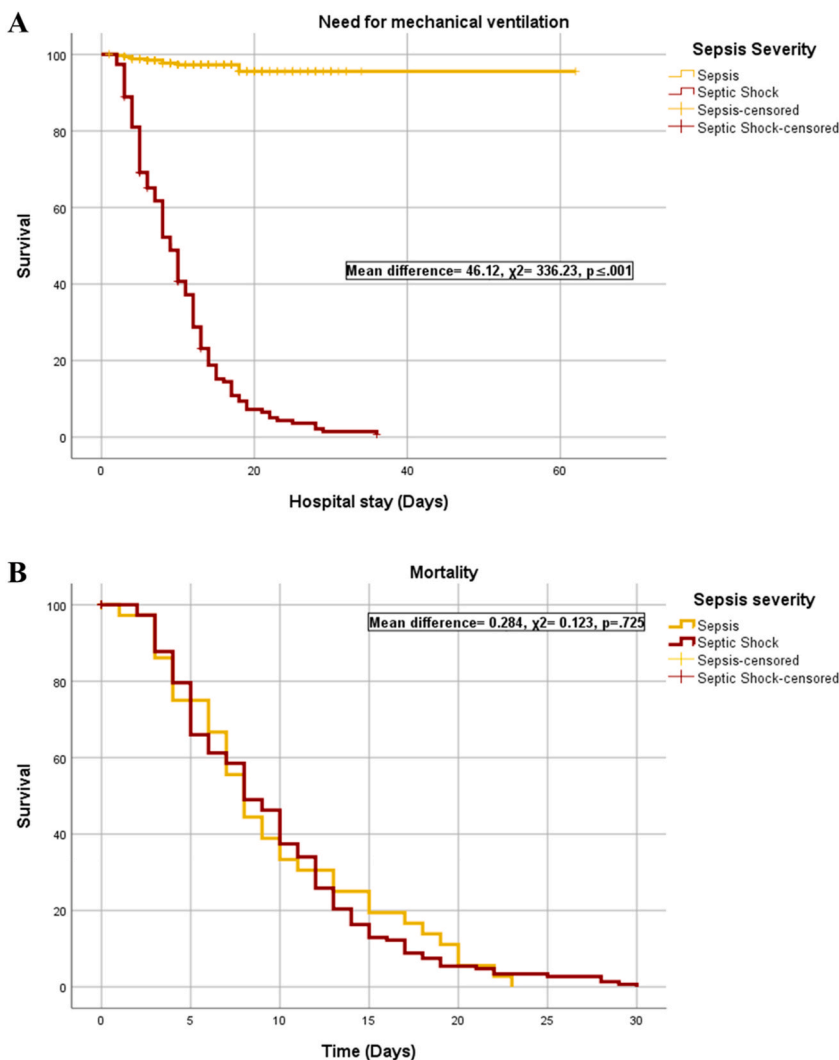 A
Need for mechanical ventilation
Sepsis Severity
Sepsis
Septic Shock
Sepsis-censored
Septic Shock-censored
100
80
60
40
20
0
Survival
Mean difference= 46.12, χ2= 336.23, p≤.001
0 20 40 60
Hospital stay (Days)
B
Mortality
Sepsis severity
Sepsis
Septic Shock
Sepsis-censored
Septic Shock-censored
100
80
60
40
20
0
Survival
Mean difference= 0.284, χ2= 0.123, p=.725
0 5 10 15 20 25 30
Time (Days)